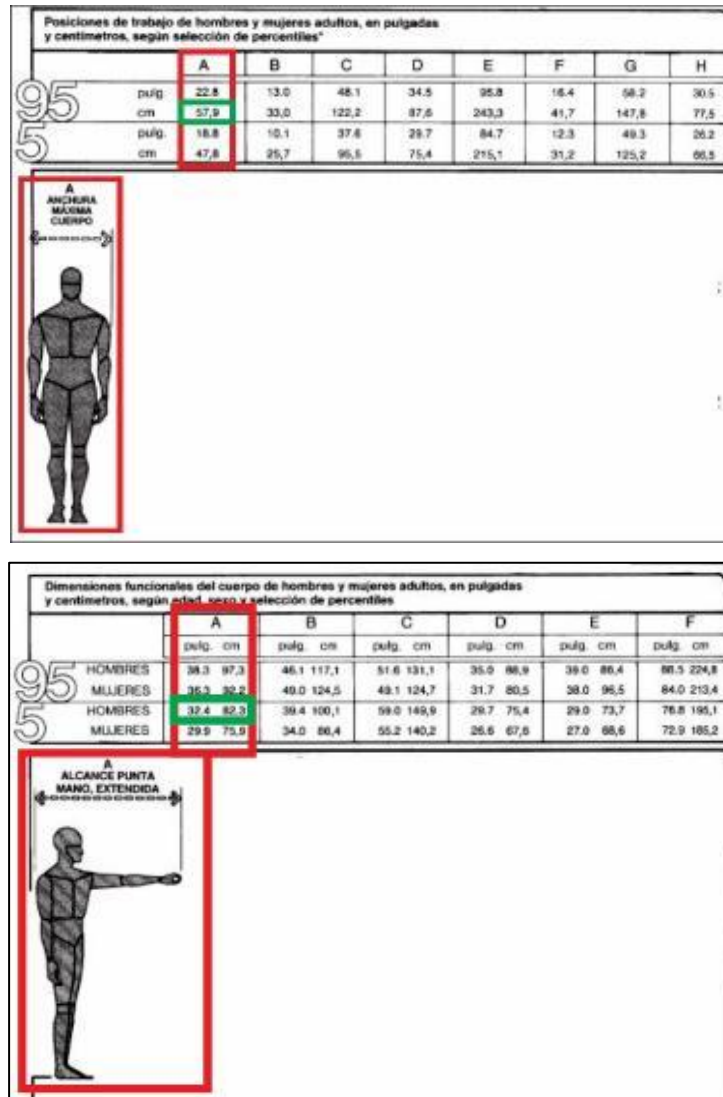 Posiciones de trabajo de hombres y mujeres adultos, en pulgadas
y centímetros, según selección de percentiles*
A B C D E F G H
95 pulg. 22.8 13.0 48.1 34.5 95.8 16.4 58.2 30.5
cm 57,9 33,0 122,2 87,6 243,3 41,7 147,8 77,5
5 pulg. 18.8 10.1 37.6 29.7 84.7 12.3 49.3 26.2
cm 47,8 25,7 95,5 75,4 215,1 31,2 125,2 66,5
A
ANCHURA
MÁXIMA
CUERPO
Dimensiones funcionales del cuerpo de hombres y mujeres adultos, en pulgadas
y centímetros, según edad, sexo y selección de percentiles
A B C D E F
pulg. cm pulg. cm pulg. cm pulg. cm pulg. cm pulg. cm
95 HOMBRES 38.3 97,3 46.1 117,1 51.6 131,1 35.0 88,9 39.0 86,4 88.5 224,8
MUJERES 36.3 92,2 49.0 124,5 49.1 124,7 31.7 80,5 38.0 96,5 84.0 213,4
5 HOMBRES 32.4 82,3 39.4 100,1 59.0 149,9 29.7 75,4 29.0 73,7 76.8 195,1
MUJERES 29.9 75,9 34.0 86,4 55.2 140,2 26.6 67,6 27.0 68,6 72.9 185,2
A
ALCANCE PUNTA
MANO, EXTENDIDA